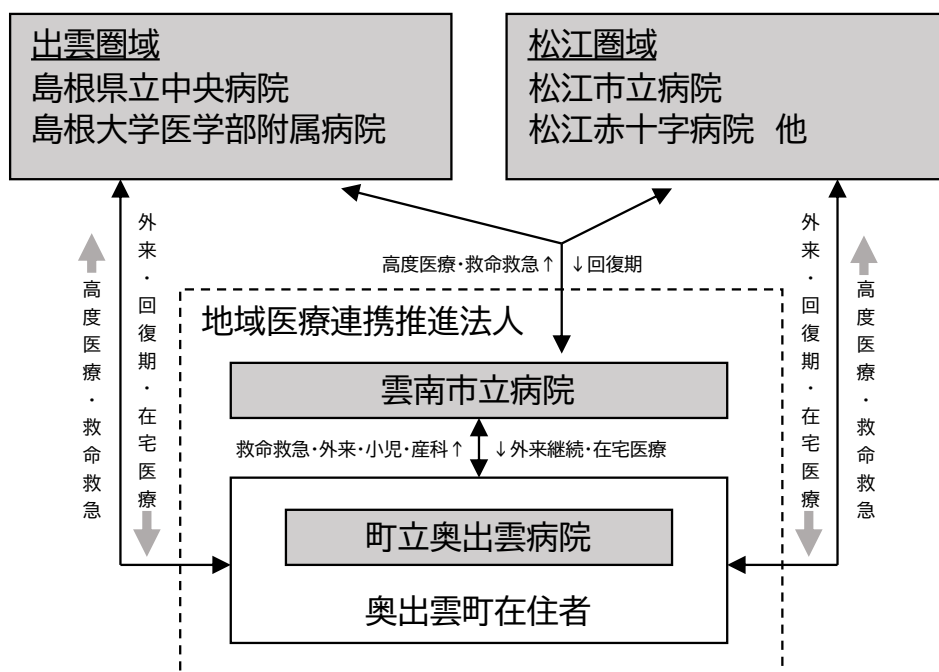 出雲圏域
島根県立中央病院
島根大学医学部附属病院
松江圏域
松江市立病院
松江赤十字病院 他
高度医療・救命救急
外来・回復期・在宅医療
高度医療・救命救急↑ ↓回復期
外来・回復期・在宅医療
高度医療・救命救急
地域医療連携推進法人
雲南市立病院
救命救急・外来・小児・産科↑ ↓外来継続・在宅医療
町立奥出雲病院
奥出雲町在住者